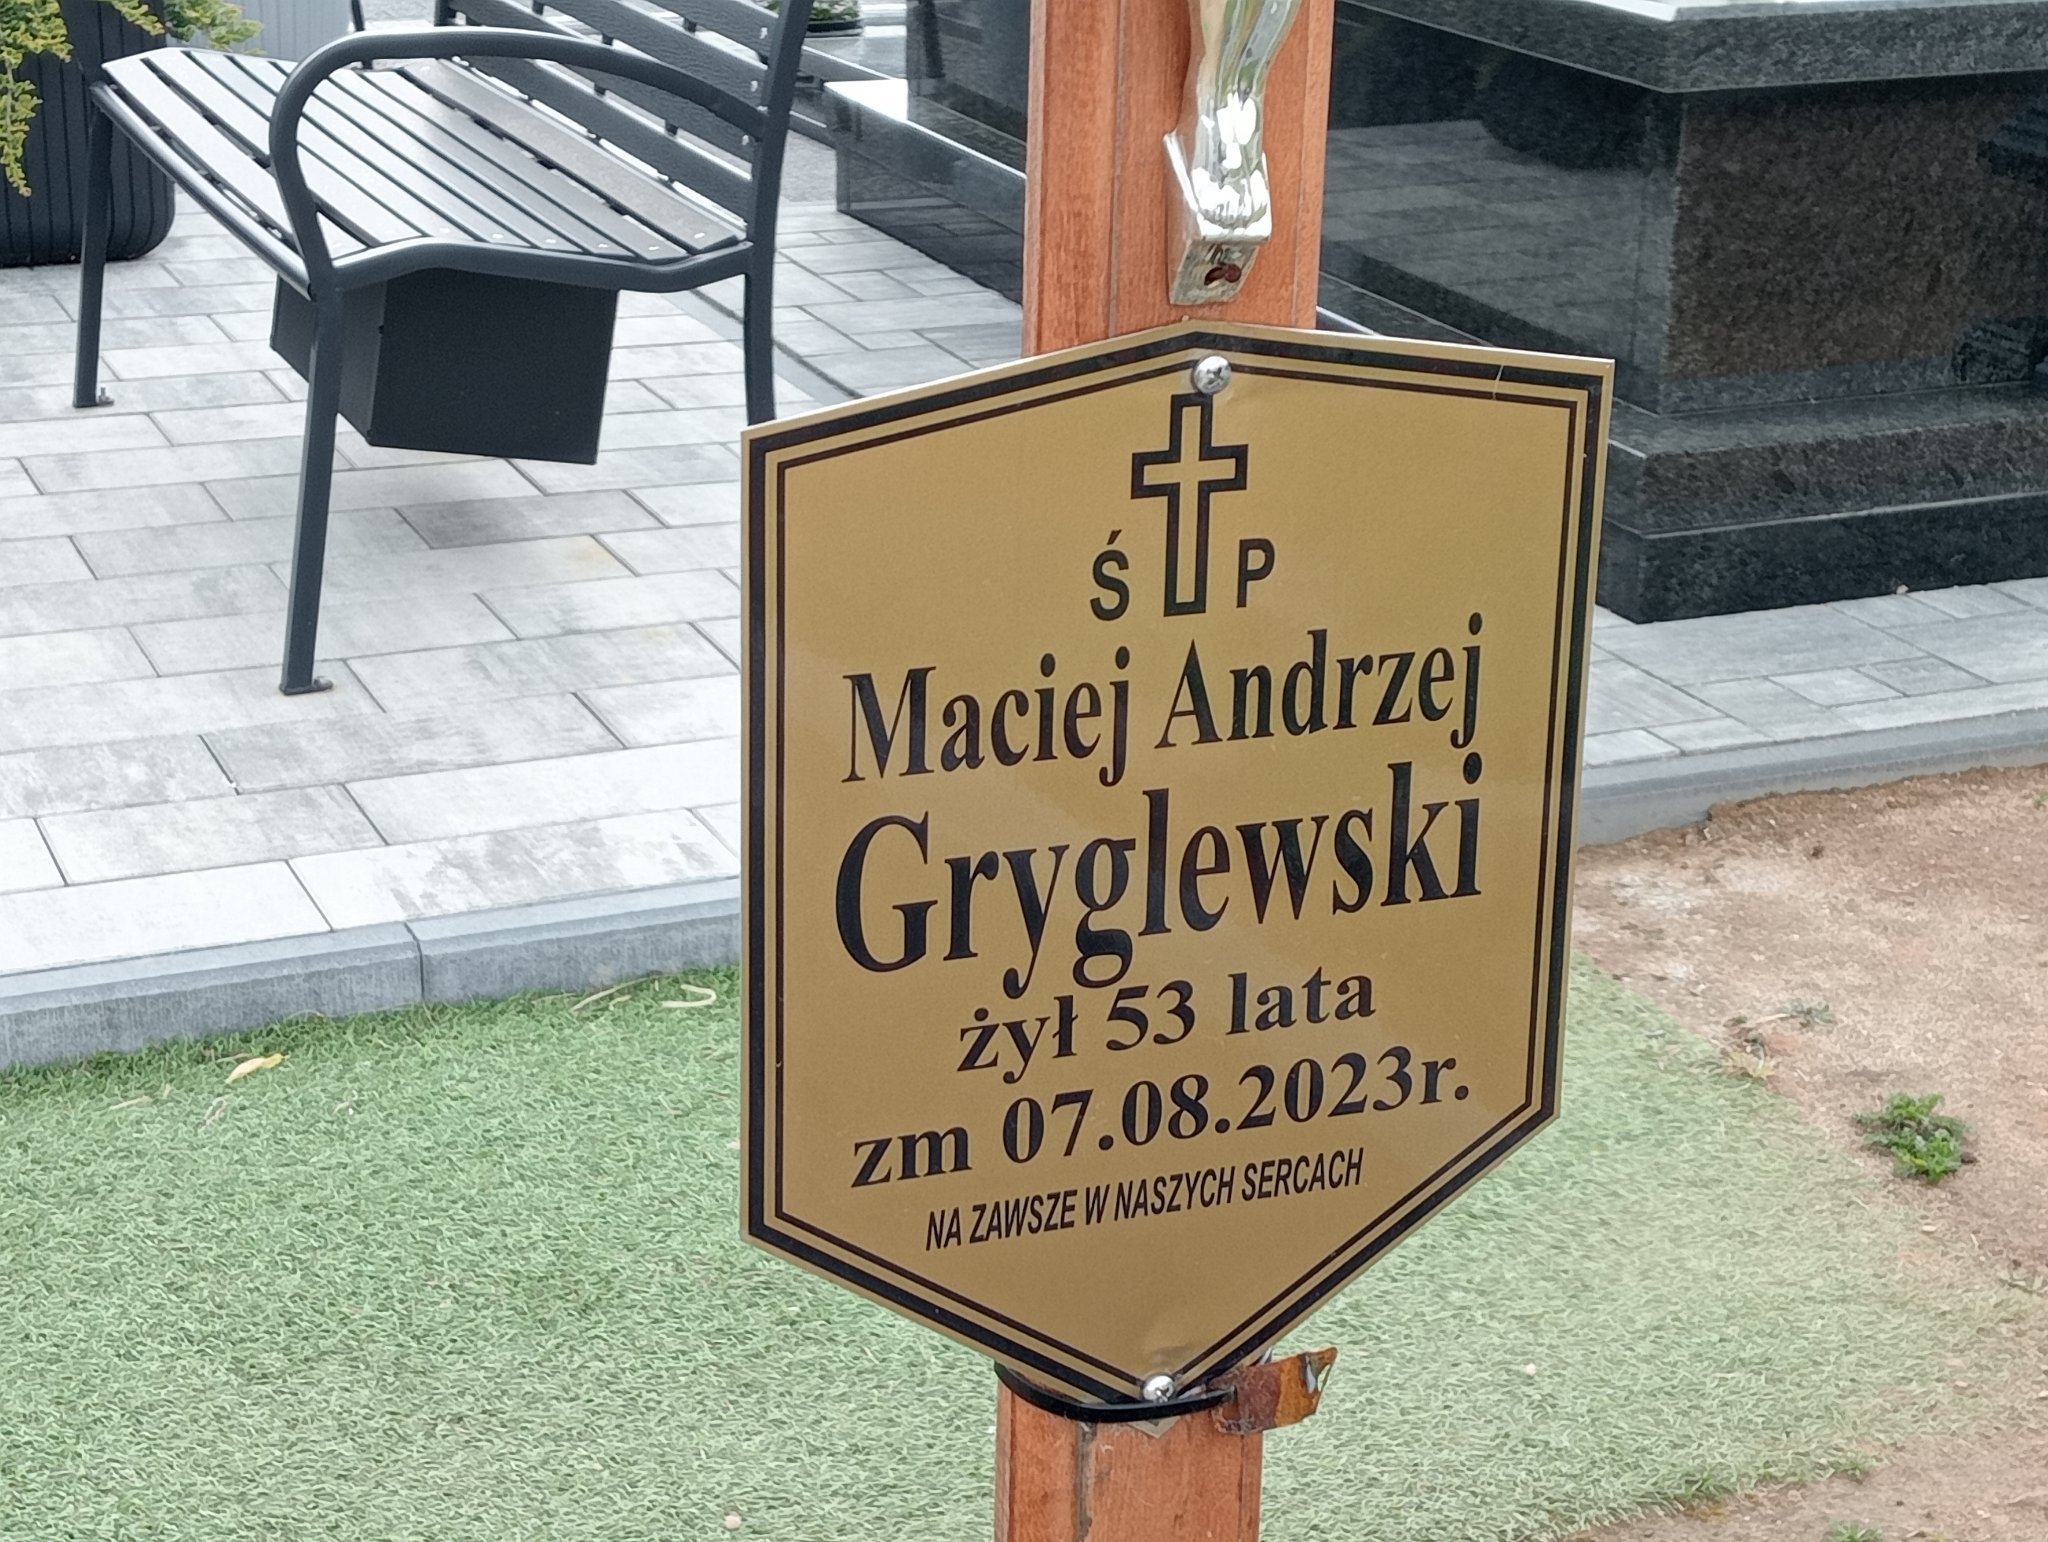 Ś P
Maciej Andrzej
Gryglewski
żył 53 lata
zm 07.08.2023r.
NA ZAWSZE W NASZYCH SERCACH